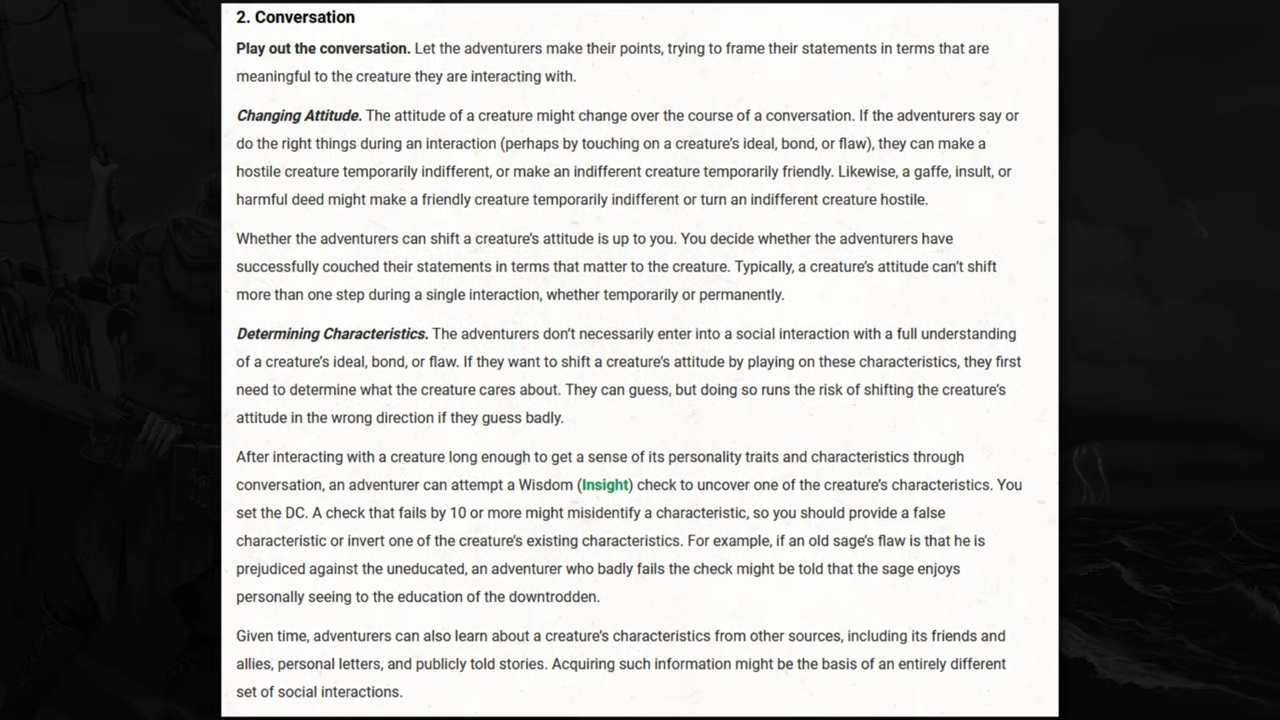 2. Conversation
Play out the conversation. Let the adventurers make their points, trying to frame their statements in terms that are
meaningful to the creature they are interacting with.
Changing Attitude. The attitude of a creature might change over the course of a conversation. If the adventurers say or
do the right things during an interaction (perhaps by touching on a creature's ideal, bond, or flaw), they can make a
hostile creature temporarily indifferent, or make an indifferent creature temporarily friendly. Likewise, a gaffe, insult, or
harmful deed might make a friendly creature temporarily indifferent or turn an indifferent creature hostile.
Whether the adventurers can shift a creature's attitude is up to you. You decide whether the adventurers have
successfully couched their statements in terms that matter to the creature. Typically, a creature's attitude can't shift
more than one step during a single interaction, whether temporarily or permanently.
Determining Characteristics. The adventurers don't necessarily enter into a social interaction with a full understanding
of a creature's ideal, bond, or flaw. If they want to shift a creature's attitude by playing on these characteristics, they first
need to determine what the creature cares about. They can guess, but doing so runs the risk of shifting the creature's
attitude in the wrong direction if they guess badly.
After interacting with a creature long enough to get a sense of its personality traits and characteristics through
conversation, an adventurer can attempt a Wisdom (Insight) check to uncover one of the creature's characteristics. You
set the DC. A check that fails by 10 or more might misidentify a characteristic, so you should provide a false
characteristic or invert one of the creature's existing characteristics. For example, if an old sage's flaw is that he is
prejudiced against the uneducated, an adventurer who badly fails the check might be told that the sage enjoys
personally seeing to the education of the downtrodden.
Given time, adventurers can also learn about a creature's characteristics from other sources, including its friends and
allies, personal letters, and publicly told stories. Acquiring such information might be the basis of an entirely different
set of social interactions.